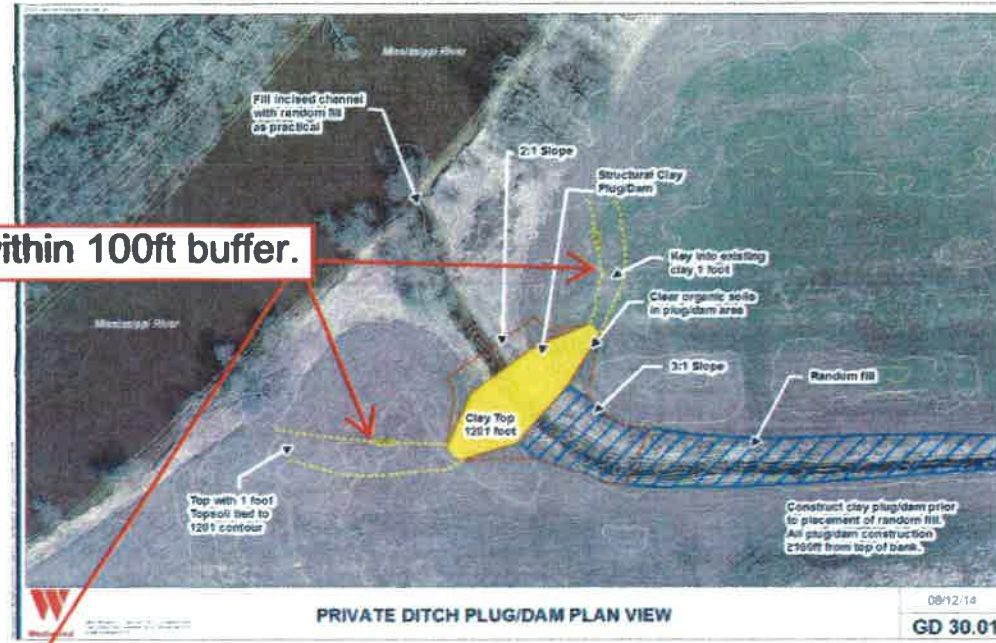 Mississippi River
Fill incised channel
with random fill
as practical
2:1 Slope
Structural Clay
Plug/Dam
ithin 100ft buffer.
Key into existing
clay 1 foot
Clear organic soils
in plug/dam area
Mississippi River
3:1 Slope
Random fill
Clay Top
1201 foot
Top with 1 foot
Topsoil tied to
1201 contour
Construct clay plug/dam prior
to placement of random fill.
All plug/dam construction
from top of bank.
W
Westwood
PRIVATE DITCH PLUG/DAM PLAN VIEW
08/12/14
GD 30.01